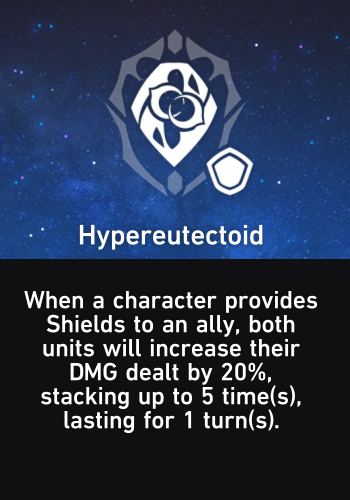 Hypereutectoid
When a character provides
Shields to an ally, both
units will increase their
DMG dealt by 20%,
stacking up to 5 time(s),
lasting for 1 turn(s).